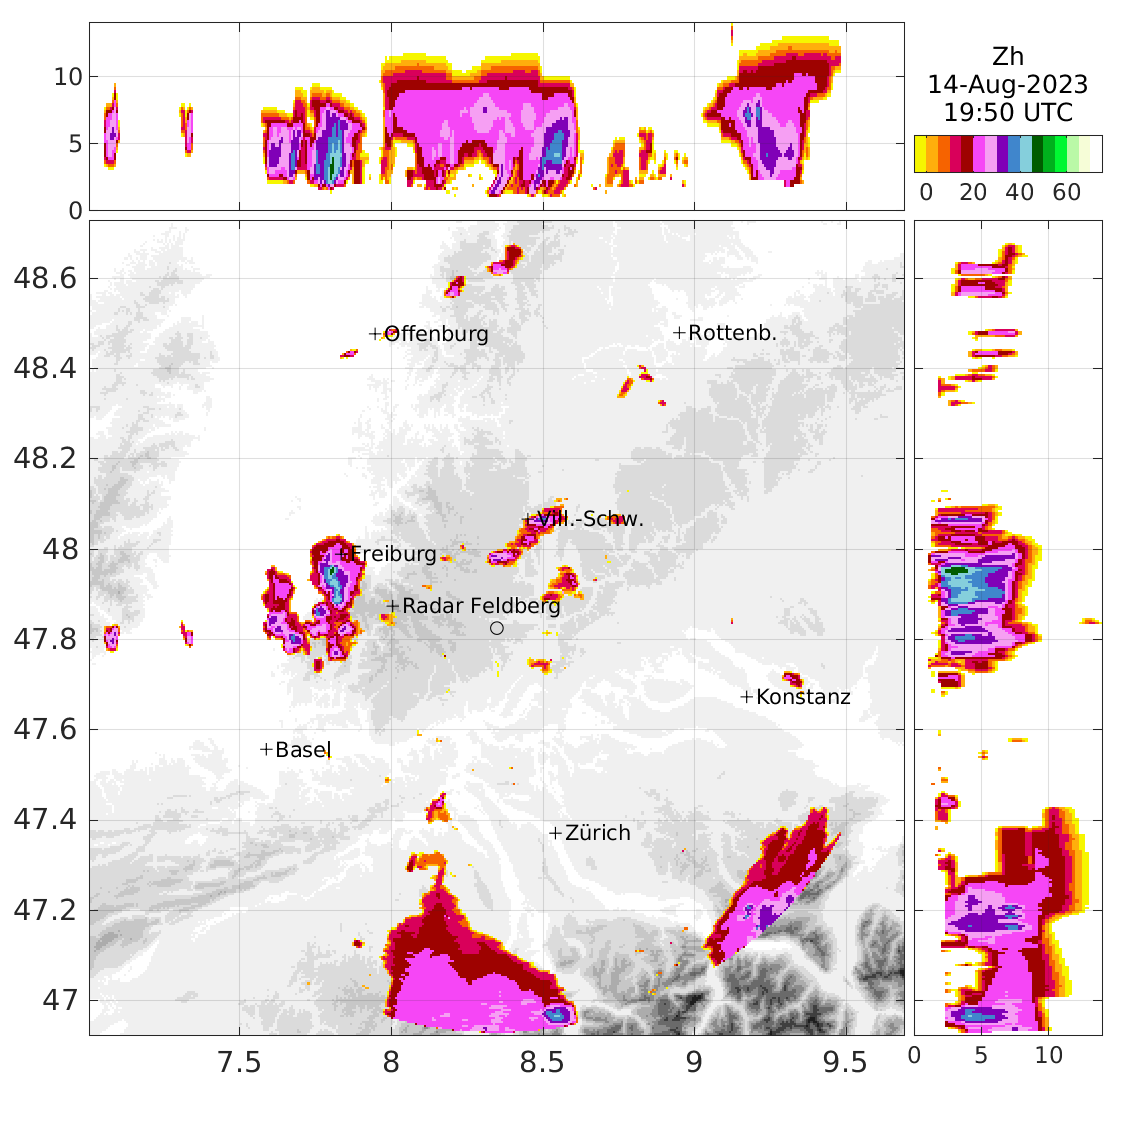 10
5
0
Zh
14-Aug-2023
19:50 UTC
0 20 40 60
48.6
48.4
48.2
48
47.8
47.6
47.4
47.2
47
Offenburg
Rottenb.
Vill.-Schw.
Freiburg
Radar Feldberg
Konstanz
Basel
Zürich
7.5 8 8.5 9 9.5
0 5 10